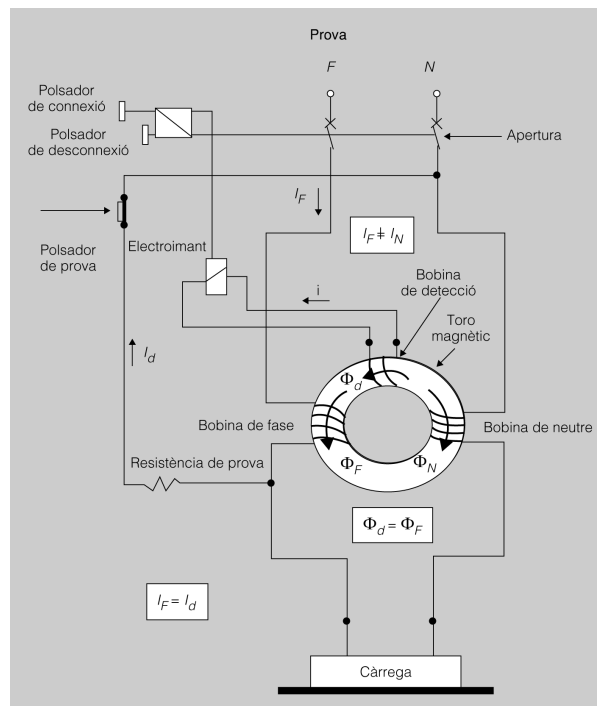 Prova
F
N
Polsador
de connexió
Polsador
de desconnexió
Apertura
I_F
I_F ǂ I_N
Polsador
de prova
Electroimant
i
Bobina
de detecció
Toro
magnètic
I_d
Φ_d
Bobina de fase
Bobina de neutre
Φ_F
Φ_N
Resistència de prova
Φ_d = Φ_F
I_F = I_d
Càrrega